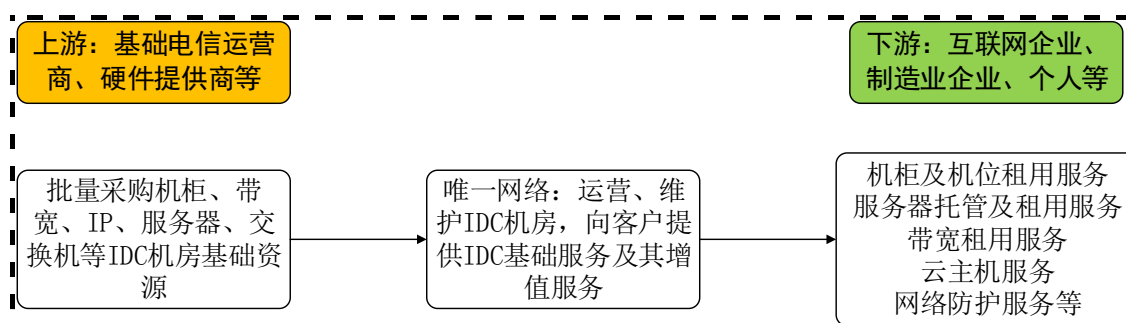 上游：基础电信运营
商、硬件提供商等
下游：互联网企业、
制造业企业、个人等
批量采购机柜、带
宽、IP、服务器、交
换机等IDC机房基础资
源
唯一网络：运营、维
护IDC机房，向客户提
供IDC基础服务及其增
值服务
机柜及机位租用服务
服务器托管及租用服务
带宽租用服务
云主机服务
网络防护服务等